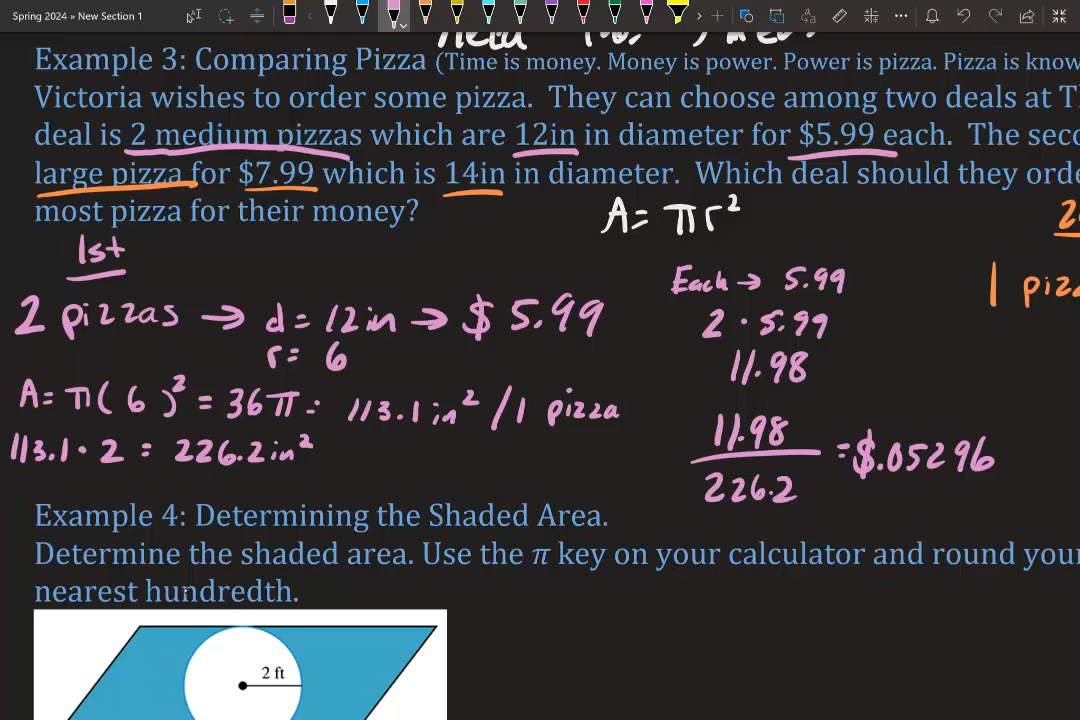 Spring 2024 » New Section 1
Example 3: Comparing Pizza (Time is money. Money is power. Power is pizza. Pizza is know
Victoria wishes to order some pizza. They can choose among two deals at T
deal is 2 medium pizzas which are 12in in diameter for $5.99 each. The seco
large pizza for $7.99 which is 14in in diameter. Which deal should they orde
most pizza for their money?
A = πr²
1st
2 pizzas → d = 12in → $ 5.99
r = 6
A = π( 6 )² = 36π = 113.1 in² / 1 pizza
113.1 · 2 = 226.2 in²
Each → 5.99
2 · 5.99
11.98
11.98
226.2
= $.05296
1 pizz
Example 4: Determining the Shaded Area.
Determine the shaded area. Use the π key on your calculator and round your
nearest hundredth.
2 ft